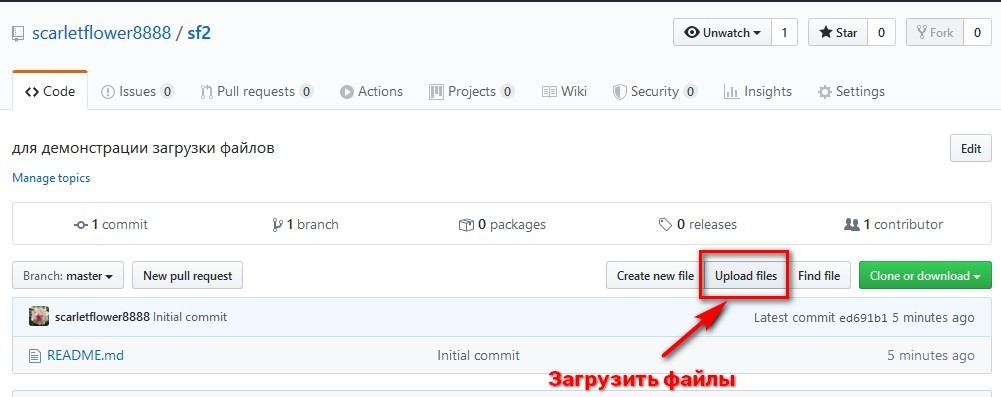 scarletflower8888 / sf2
Unwatch 1 Star 0 Fork 0
Code Issues 0 Pull requests 0 Actions Projects 0 Wiki Security 0 Insights Settings
для демонстрации загрузки файлов Edit
Manage topics
1 commit 1 branch 0 packages 0 releases 1 contributor
Branch: master New pull request Create new file Upload files Find file Clone or download
scarletflower8888 Initial commit Latest commit ed691b1 5 minutes ago
README.md Initial commit 5 minutes ago
Загрузить файлы